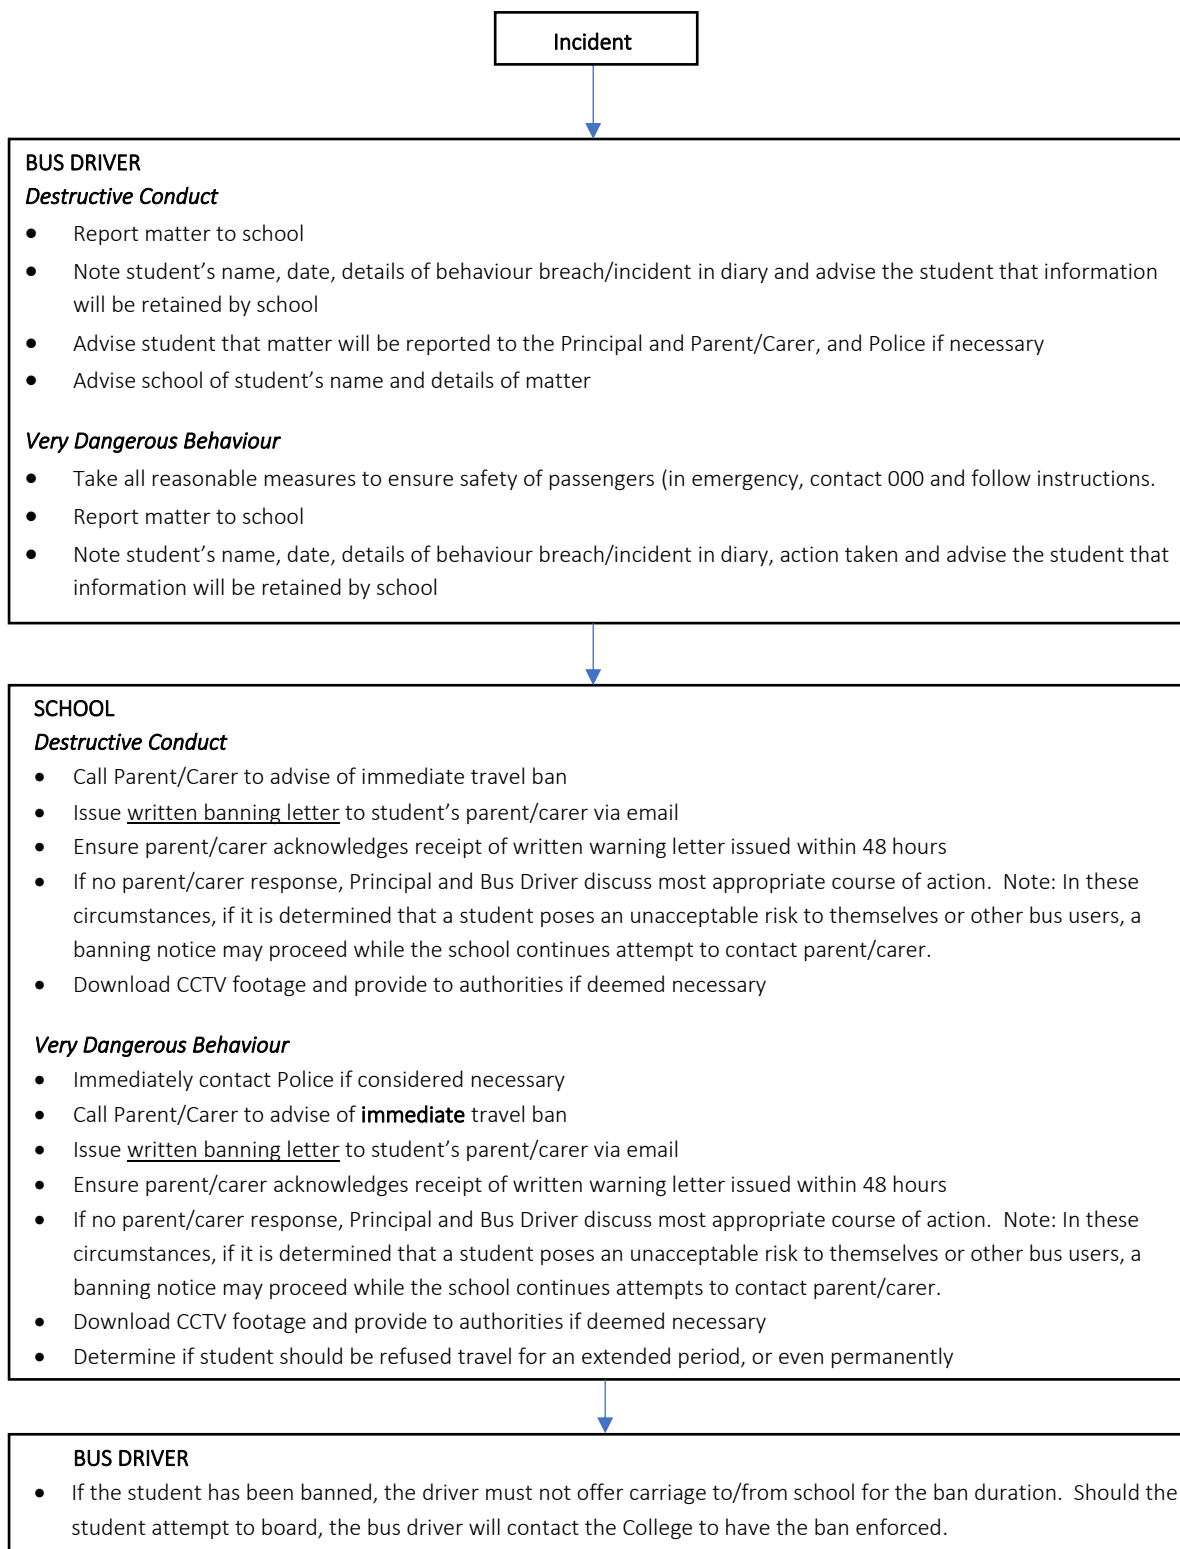 Incident
BUS DRIVER
Destructive Conduct
• Report matter to school
• Note student’s name, date, details of behaviour breach/incident in diary and advise the student that information
will be retained by school
• Advise student that matter will be reported to the Principal and Parent/Carer, and Police if necessary
• Advise school of student’s name and details of matter
Very Dangerous Behaviour
• Take all reasonable measures to ensure safety of passengers (in emergency, contact 000 and follow instructions.
• Report matter to school
• Note student’s name, date, details of behaviour breach/incident in diary, action taken and advise the student that
information will be retained by school
SCHOOL
Destructive Conduct
• Call Parent/Carer to advise of immediate travel ban
• Issue written banning letter to student’s parent/carer via email
• Ensure parent/carer acknowledges receipt of written warning letter issued within 48 hours
• If no parent/carer response, Principal and Bus Driver discuss most appropriate course of action.  Note: In these
circumstances, if it is determined that a student poses an unacceptable risk to themselves or other bus users, a
banning notice may proceed while the school continues attempt to contact parent/carer.
• Download CCTV footage and provide to authorities if deemed necessary
Very Dangerous Behaviour
• Immediately contact Police if considered necessary
• Call Parent/Carer to advise of immediate travel ban
• Issue written banning letter to student’s parent/carer via email
• Ensure parent/carer acknowledges receipt of written warning letter issued within 48 hours
• If no parent/carer response, Principal and Bus Driver discuss most appropriate course of action.  Note: In these
circumstances, if it is determined that a student poses an unacceptable risk to themselves or other bus users, a
banning notice may proceed while the school continues attempts to contact parent/carer.
• Download CCTV footage and provide to authorities if deemed necessary
• Determine if student should be refused travel for an extended period, or even permanently
BUS DRIVER
• If the student has been banned, the driver must not offer carriage to/from school for the ban duration.  Should the
student attempt to board, the bus driver will contact the College to have the ban enforced.